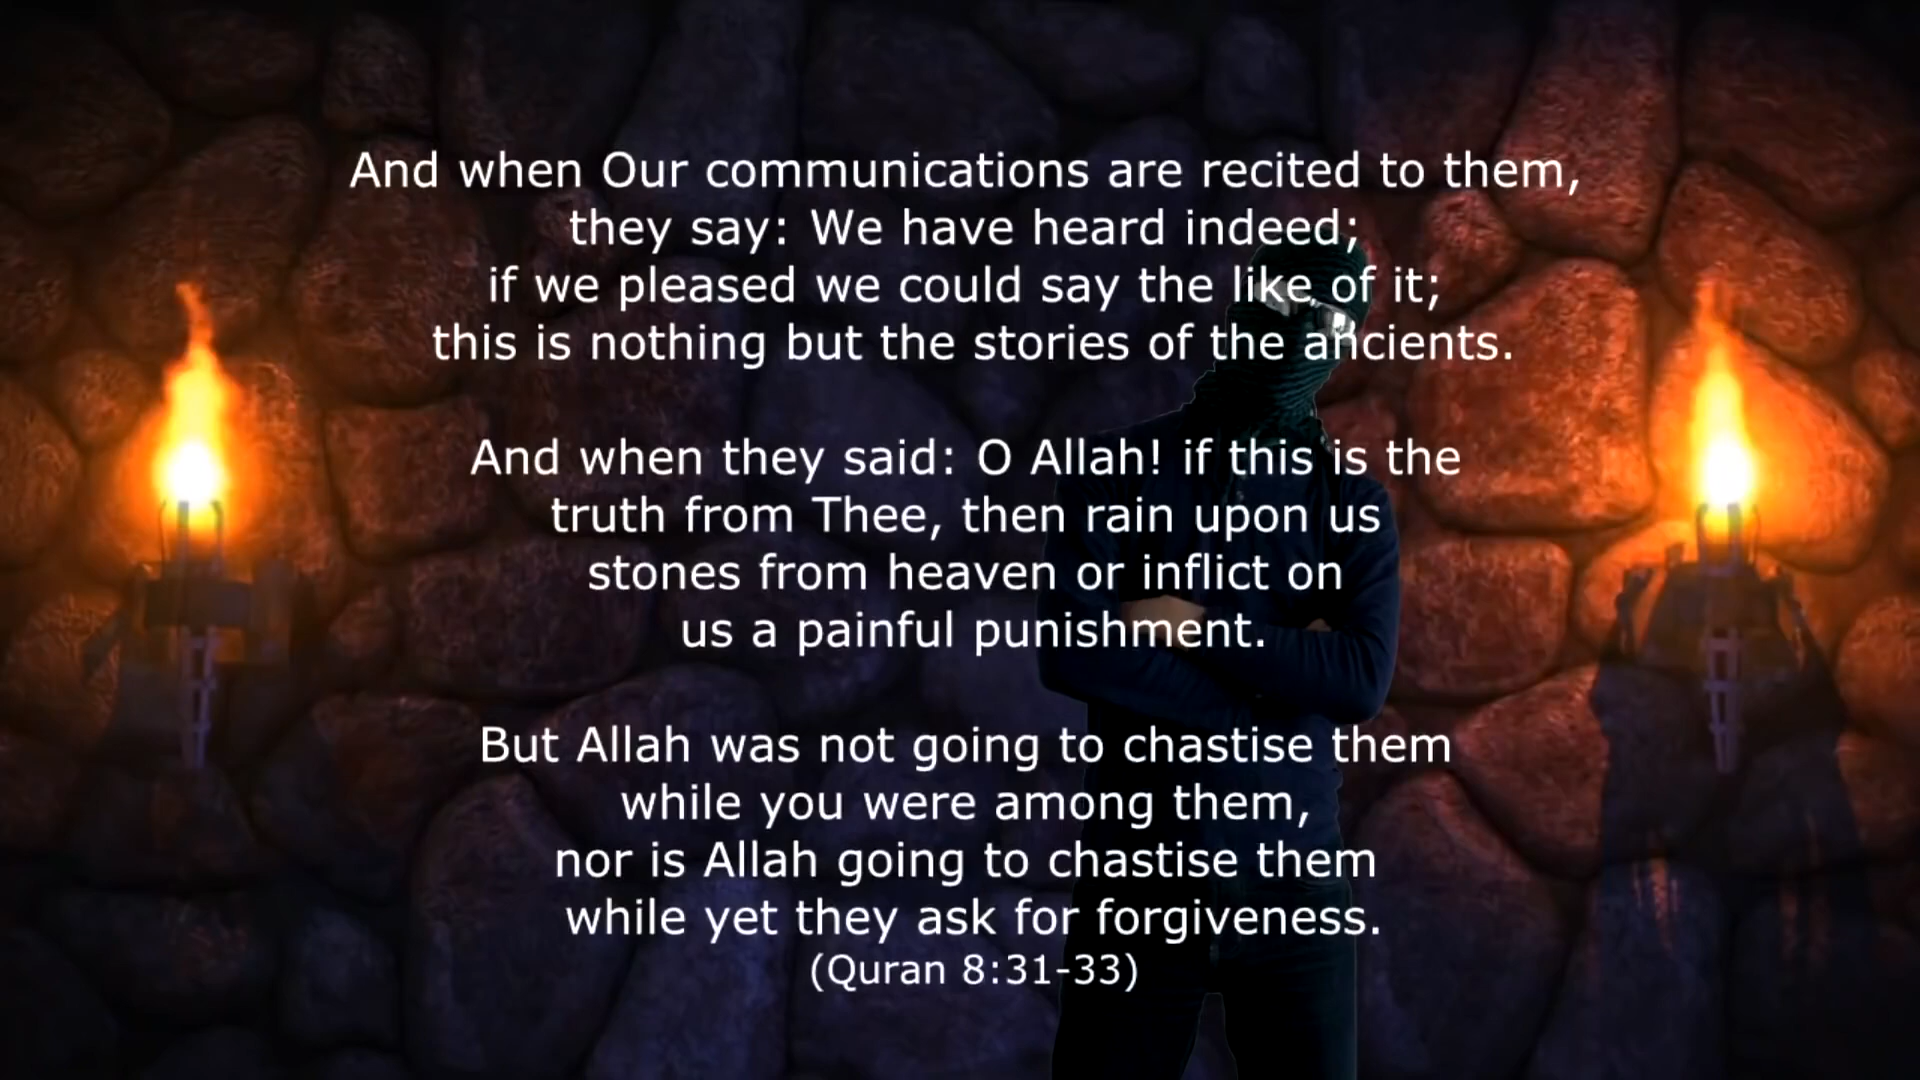 And when Our communications are recited to them,
they say: We have heard indeed;
if we pleased we could say the like of it;
this is nothing but the stories of the ancients.
And when they said: O Allah! if this is the
truth from Thee, then rain upon us
stones from heaven or inflict on
us a painful punishment.
But Allah was not going to chastise them
while you were among them,
nor is Allah going to chastise them
while yet they ask for forgiveness.
(Quran 8:31-33)